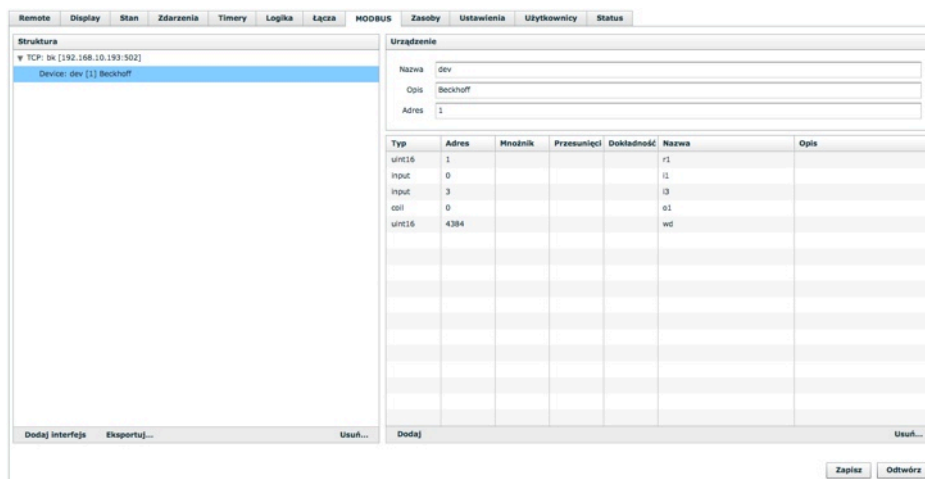 Remote Display Stan Zdarzenia Timery Logika Łącza MODBUS Zasoby Ustawienia Użytkownicy Status
Struktura
TCP: bk [192.168.10.193:502]
Device: dev [1] Beckhoff
Dodaj interfejs Eksportuj... Usuń...
Urządzenie
Nazwa dev
Opis Beckhoff
Adres 1
Typ Adres Mnożnik Przesunięci Dokładność Nazwa Opis
uint16 1 r1
input 0 i1
input 3 i3
coil 0 o1
uint16 4384 wd
Dodaj Usuń...
Zapisz Odtwórz